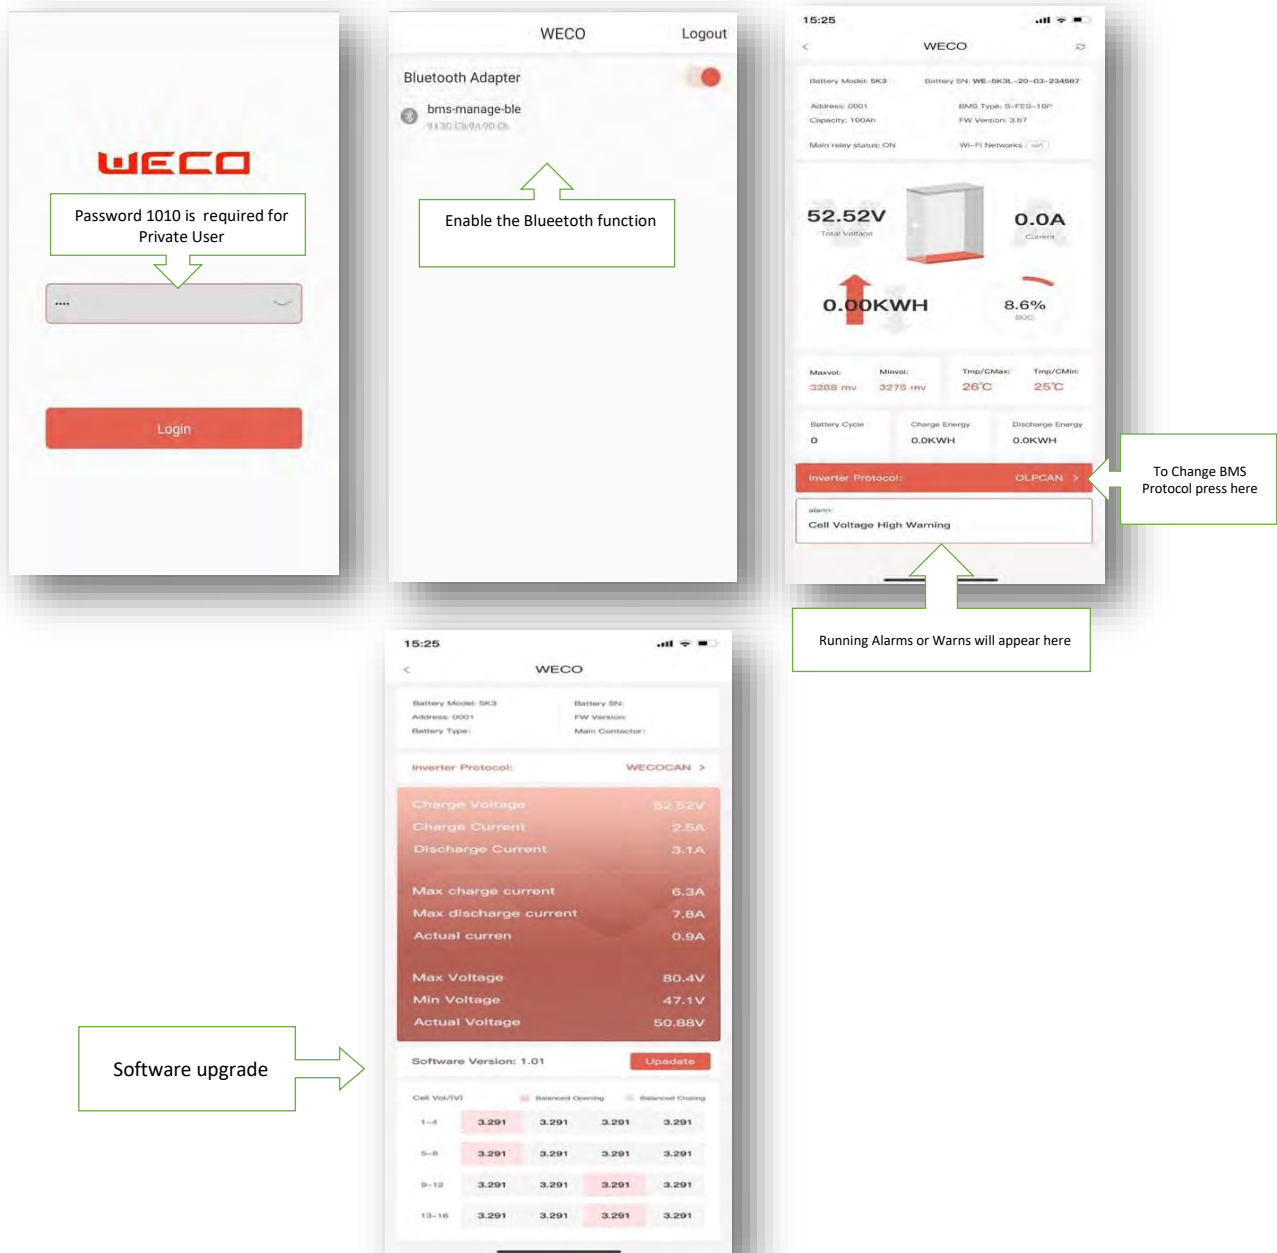 WECO
Password 1010 is required for
Private User
....
Login
WECO
Logout
Bluetooth Adapter
bms-manage-ble
Enable the Blueetoth function
15:25
WECO
Battery Model: 5K3
Battery SN: WE-5K3L-20-03-234567
Address: 0001
BMS Type: S-FES-16P
Capacity: 100Ah
FW Version: 3.67
Main relay status: ON
Wi-Fi Networks
52.52V
Total Voltage
0.0A
Current
0.00KWH
8.6%
SOC
Maxvol:
Minvol:
Tmp/CMax:
Tmp/CMin:
3288 mv
3275 mv
26℃
25℃
Battery Cycle
Charge Energy
Discharge Energy
0
0.0KWH
0.0KWH
Inverter Protocol:
OLPCAN >
To Change BMS
Protocol press here
alarm:
Cell Voltage High Warning
Running Alarms or Warns will appear here
15:25
WECO
Battery Model: 5K3
Battery SN:
Address: 0001
FW Version:
Battery Type:
Main Contactor:
Inverter Protocol:
WECOCAN >
Charge Voltage
52.52V
Charge Current
2.5A
Discharge Current
3.1A
Max charge current
6.3A
Max discharge current
7.8A
Actual curren
0.9A
Max Voltage
80.4V
Min Voltage
47.1V
Actual Voltage
50.88V
Software Version: 1.01
Upadate
Software upgrade
Cell Vol/(V)
Balanced Opening
Balanced Closing
1-4 3.291 3.291 3.291 3.291
5-8 3.291 3.291 3.291 3.291
9-12 3.291 3.291 3.291 3.291
13-16 3.291 3.291 3.291 3.291